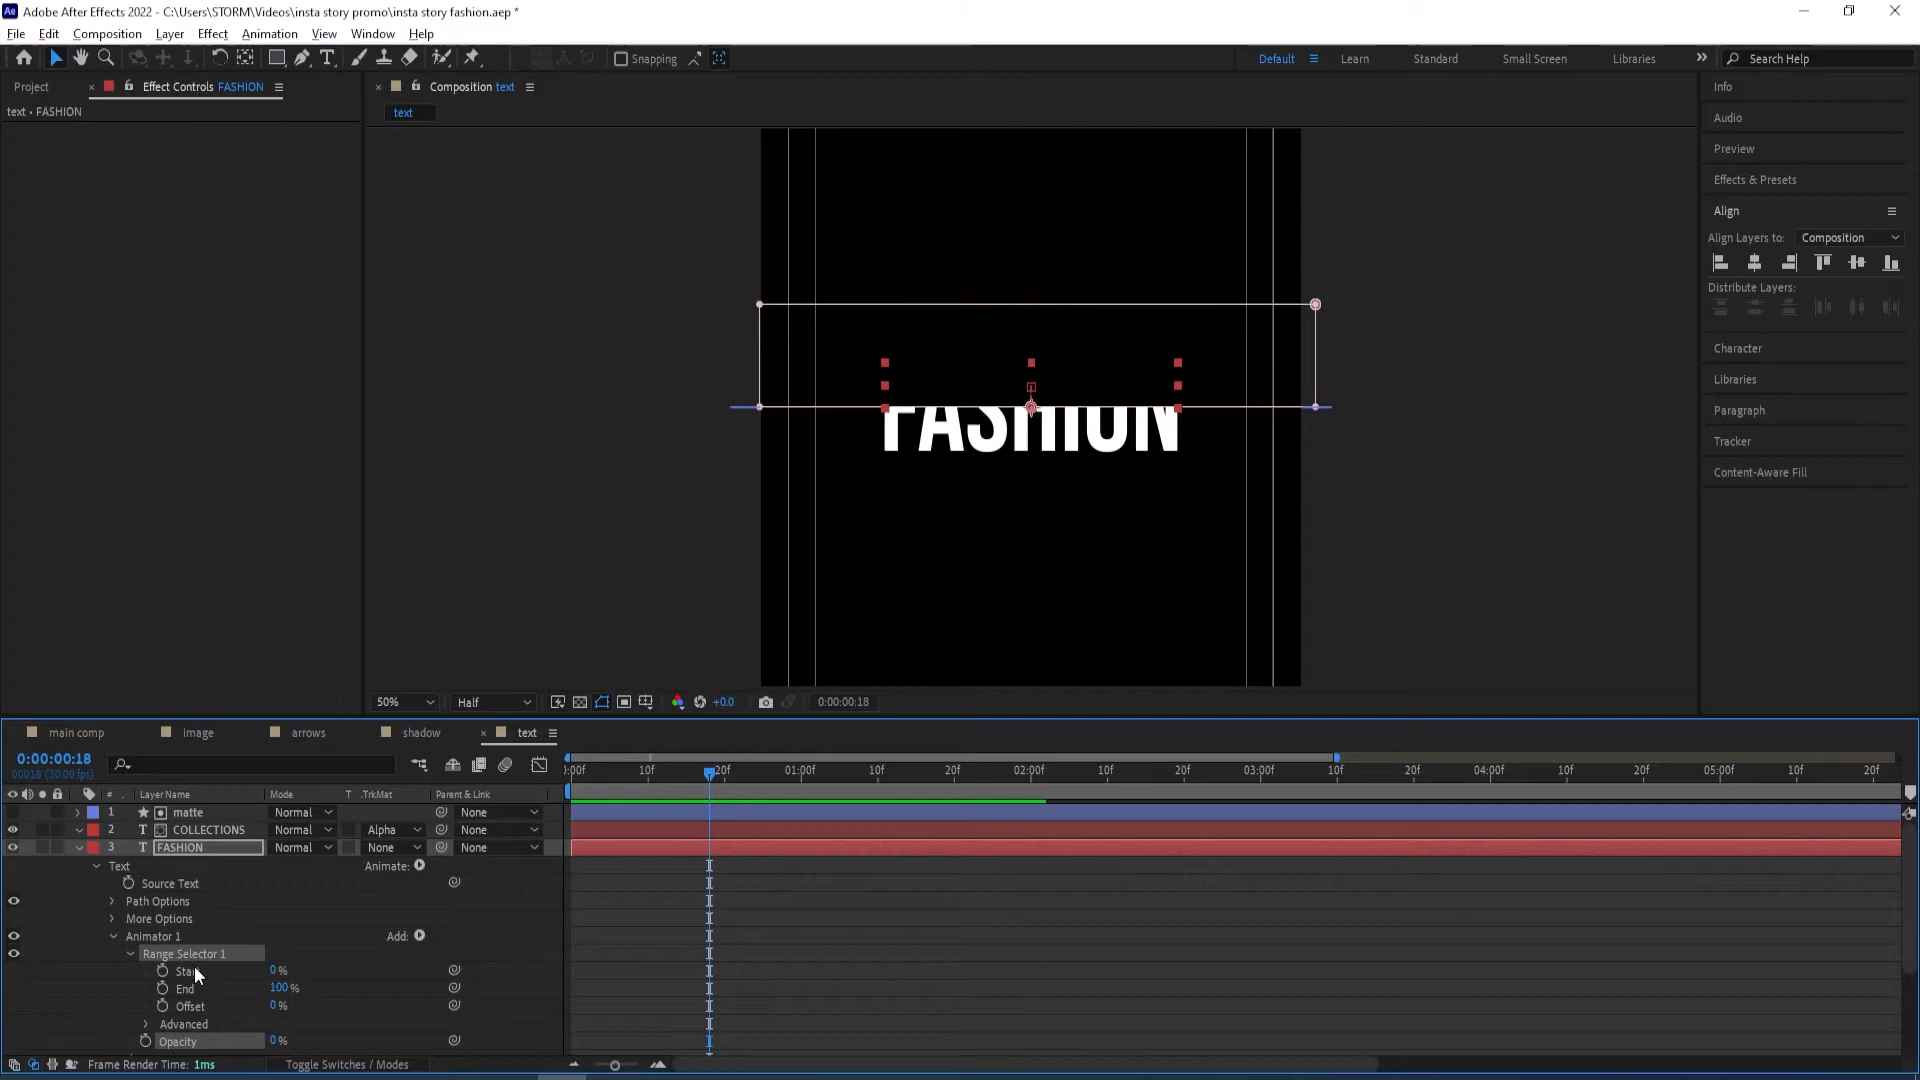 Ae Adobe After Effects 2022 - C:\Users\STORM\Videos\insta story promo\insta story fashion.aep *
File Edit Composition Layer Effect Animation View Window Help
Snapping Default Learn Standard Small Screen Libraries Search Help
Project Effect Controls FASHION
Composition text
text • FASHION
text
FASHION
Info
Audio
Preview
Effects & Presets
Align
Align Layers to: Composition
Distribute Layers:
Character
Libraries
Paragraph
Tracker
Content-Aware Fill
50% Half +0.0 0:00:00:18
main comp image arrows shadow text
0:00:00:18
00018 (30.00 fps)
:00f 10f 20f 01:00f 10f 20f 02:00f 10f 20f 03:00f 10f 20f 04:00f 10f 20f 05:00f 10f 20f
# Layer Name Mode T .TrkMat Parent & Link
1 matte Normal None
2 T COLLECTIONS Normal Alpha None
3 T FASHION Normal None None
Text Animate:
Source Text
Path Options
More Options
Animator 1 Add:
Range Selector 1
Start 0%
End 100%
Offset 0%
Advanced
Opacity 0%
Frame Render Time: 1ms Toggle Switches / Modes